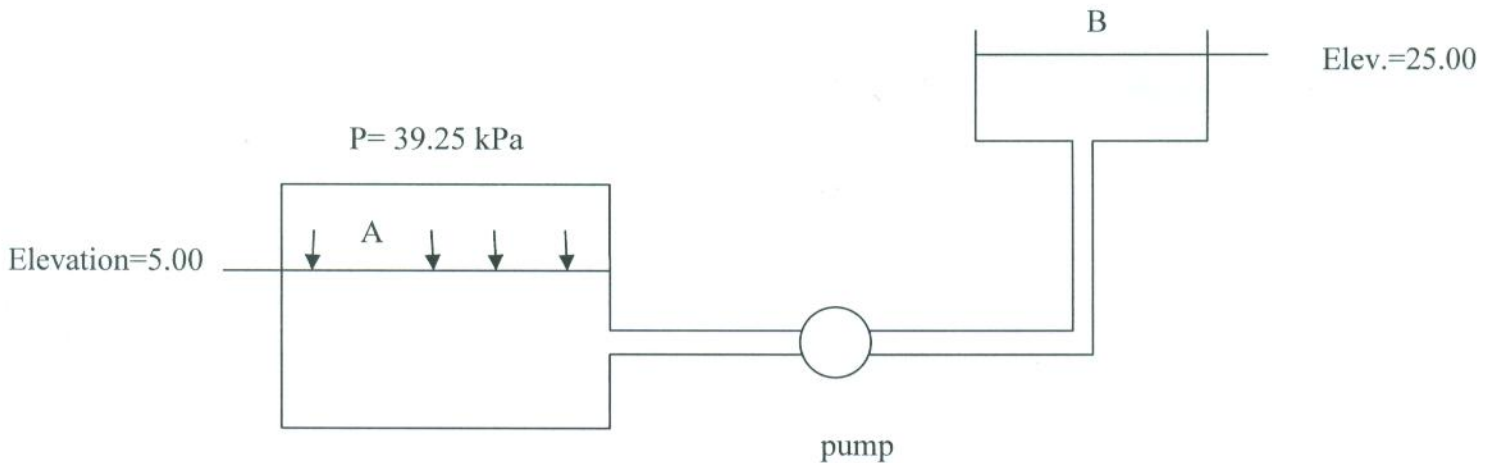 B
Elev.=25.00
P= 39.25 kPa
A
Elevation=5.00
pump